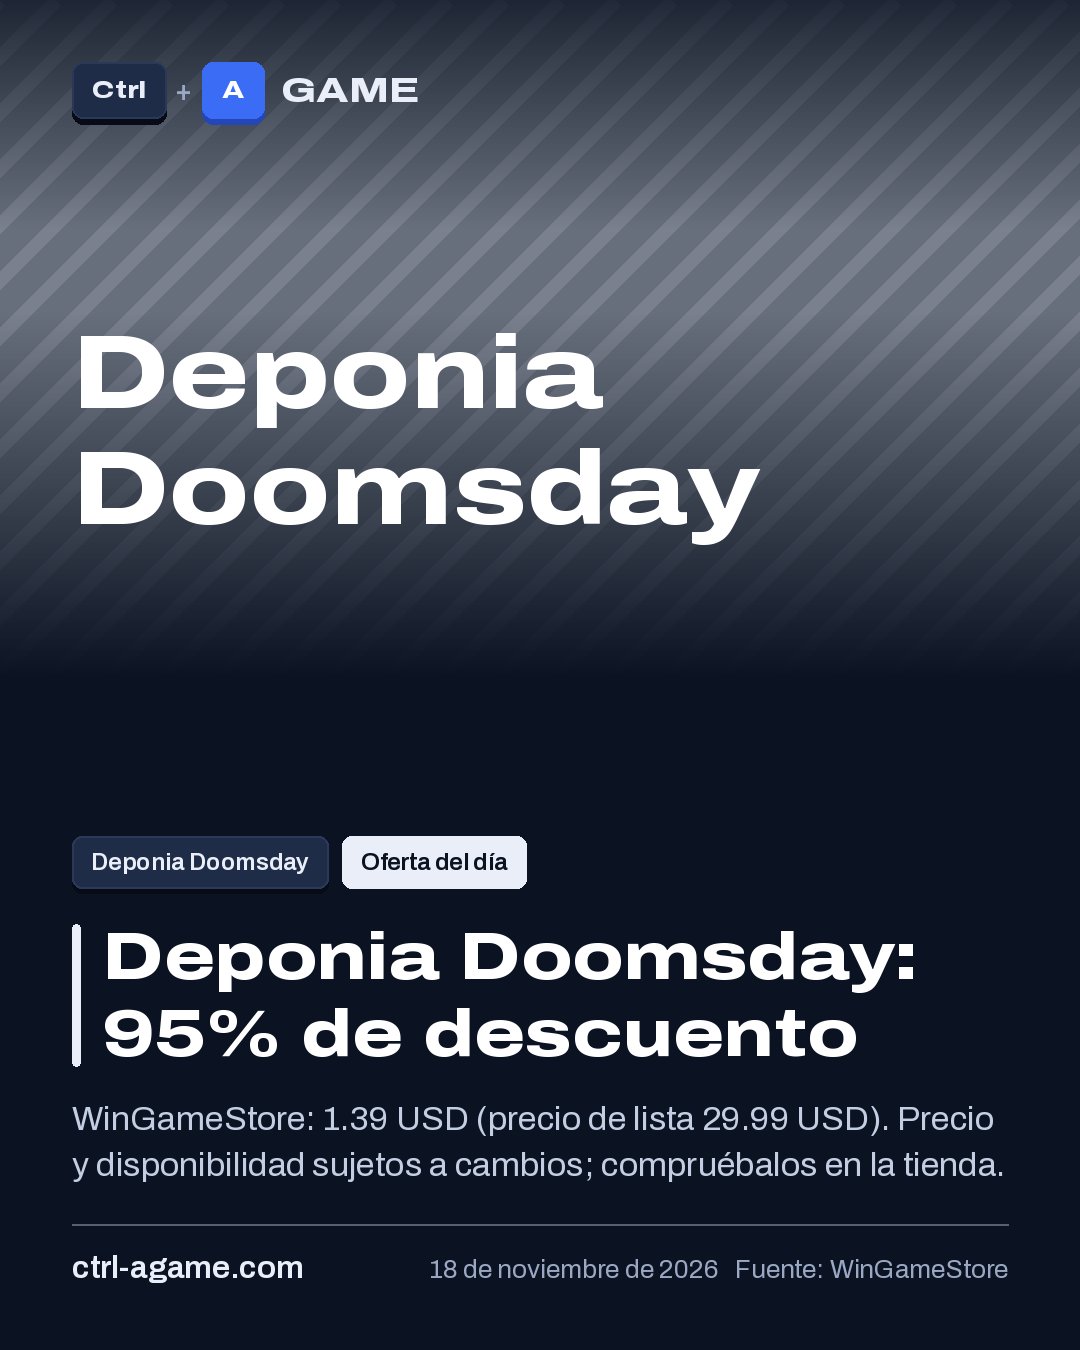 Ctrl + A GAME
Deponia
Doomsday
Deponia Doomsday Oferta del día
Deponia Doomsday:
95% de descuento
WinGameStore: 1.39 USD (precio de lista 29.99 USD). Precio
y disponibilidad sujetos a cambios; compruébalos en la tienda.
ctrl-agame.com 18 de noviembre de 2026 Fuente: WinGameStore